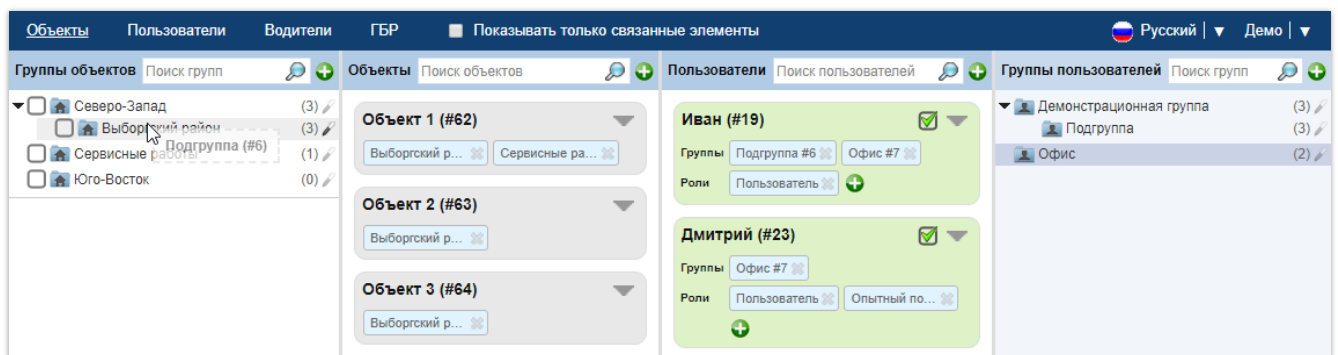 Объекты Пользователи Водители ГБР Показывать только связанные элементы Русский | ▼ Демо | ▼
Группы объектов Поиск групп
Северо-Запад (3)
Выборгский район (3)
Подгруппа (#6)
Сервисные работы (1)
Юго-Восток (0)
Объекты Поиск объектов
Объект 1 (#62)
Выборгский р... Сервисные ра...
Объект 2 (#63)
Выборгский р...
Объект 3 (#64)
Выборгский р...
Пользователи Поиск пользователей
Иван (#19)
Группы Подгруппа #6 Офис #7
Роли Пользователь
Дмитрий (#23)
Группы Офис #7
Роли Пользователь Опытный по...
Группы пользователей Поиск групп
Демонстрационная группа (3)
Подгруппа (3)
Офис (2)